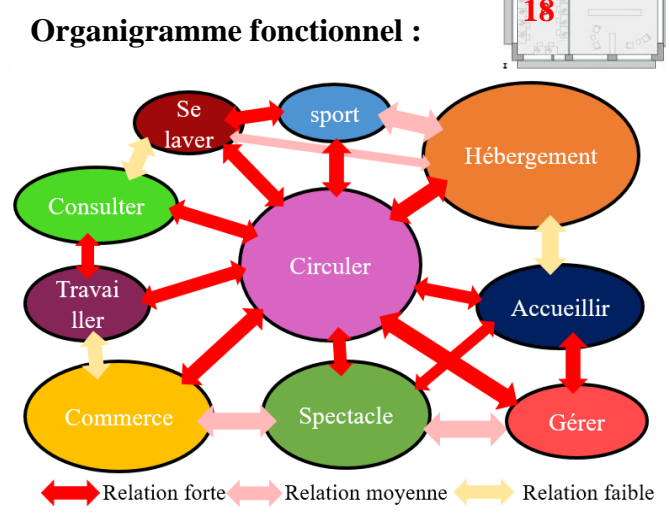 18
Organigramme fonctionnel :
Se
laver
sport
Hébergement
Consulter
Circuler
Travai
ller
Accueillir
Commerce
Spectacle
Gérer
Relation forte
Relation moyenne
Relation faible